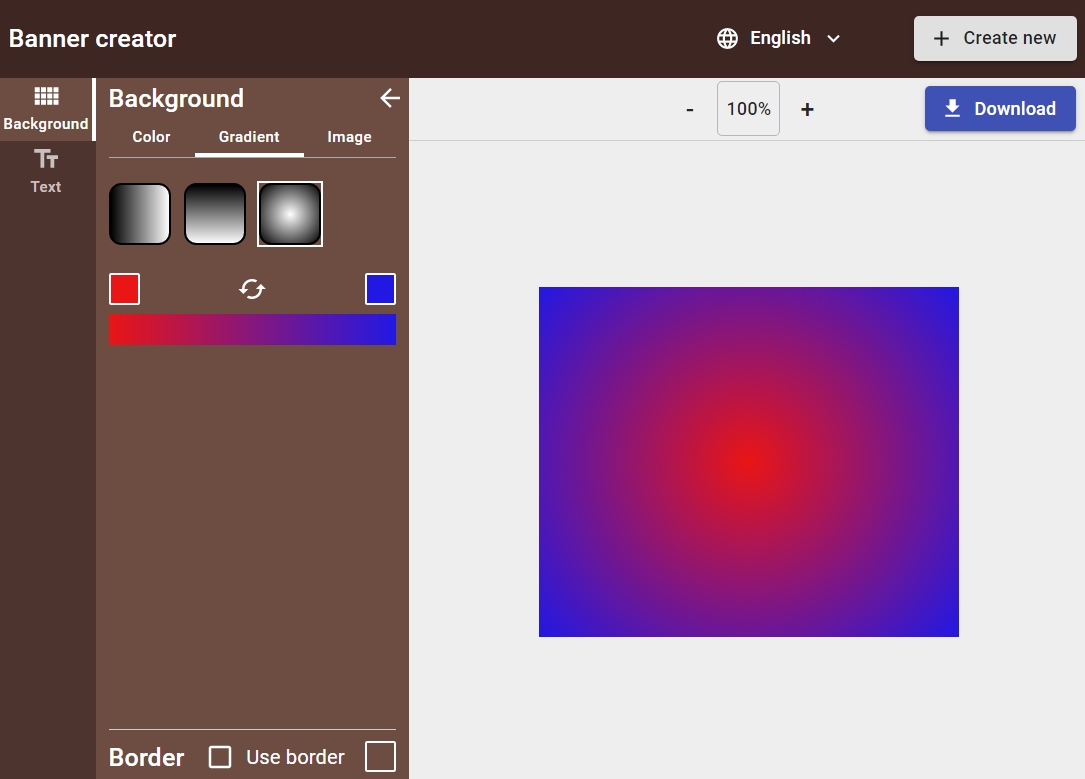 Banner creator
English
Create new
Background
Text
Background
Color Gradient Image
- 100% +
Download
Border Use border